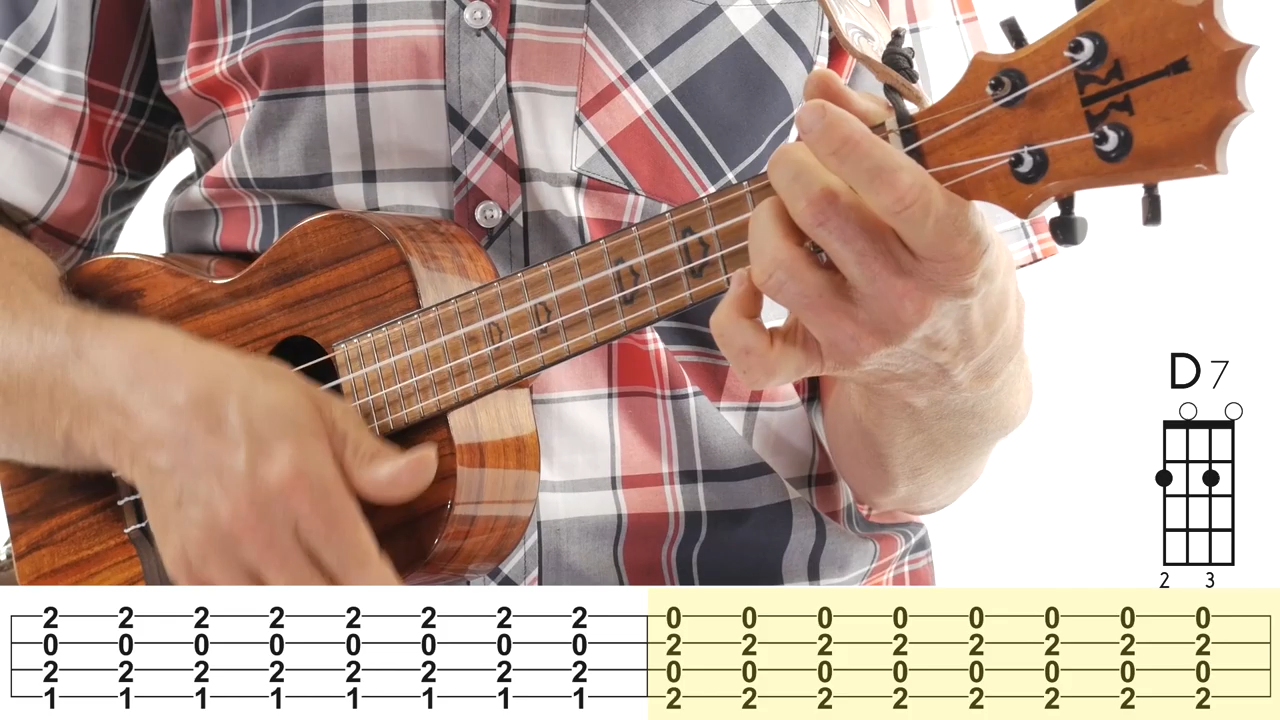 D7
2 3
2 2 2 2 2 2 2 2 0 0 0 0 0 0 0 0
0 0 0 0 0 0 0 0 2 2 2 2 2 2 2 2
2 2 2 2 2 2 2 2 0 0 0 0 0 0 0 0
1 1 1 1 1 1 1 1 2 2 2 2 2 2 2 2